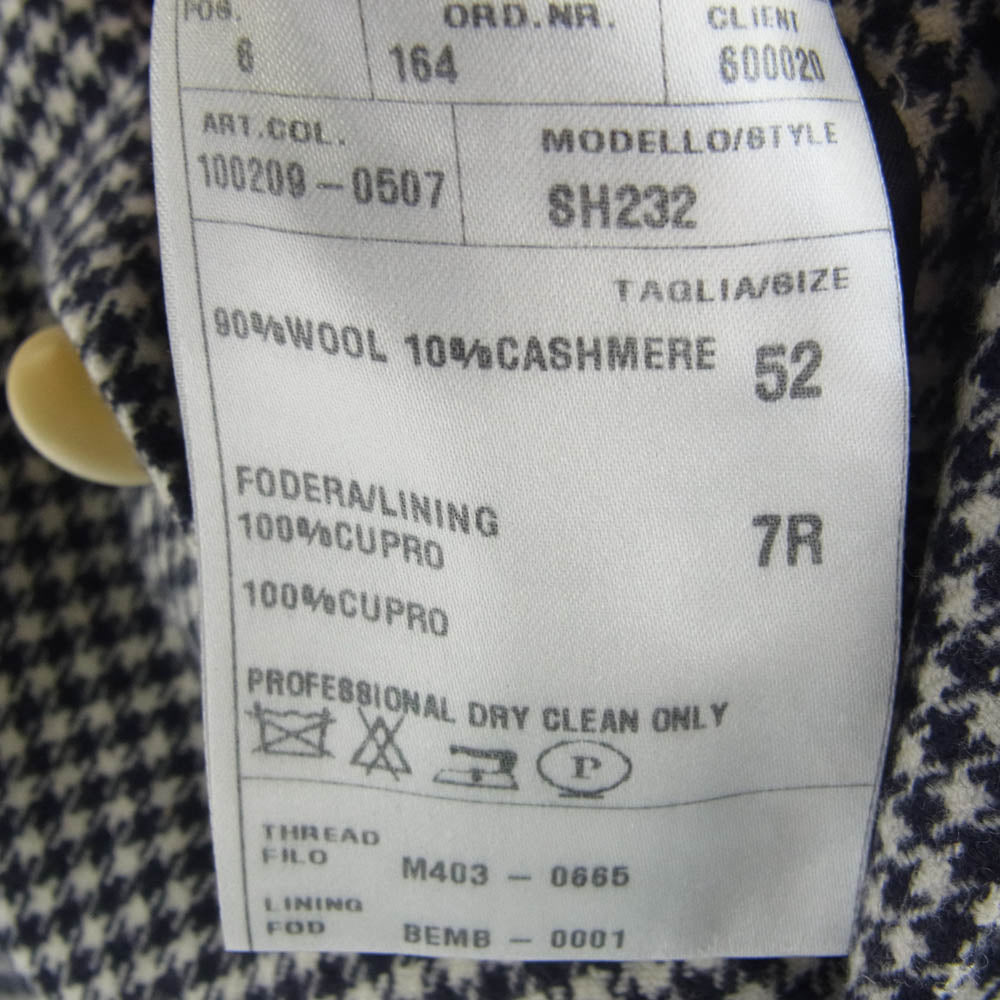 POS. ORD.NR. CLIENT
6 164 600020
ART.COL. MODELLO/STYLE
100209-0507 SH232
TAGLIA/SIZE
90%WOOL 10%CASHMERE 52
FODERA/LINING
100%CUPRO 7R
100%CUPRO
PROFESSIONAL DRY CLEAN ONLY
P
THREAD
FILO M403 - 0665
LINING
FOD BEMB - 0001